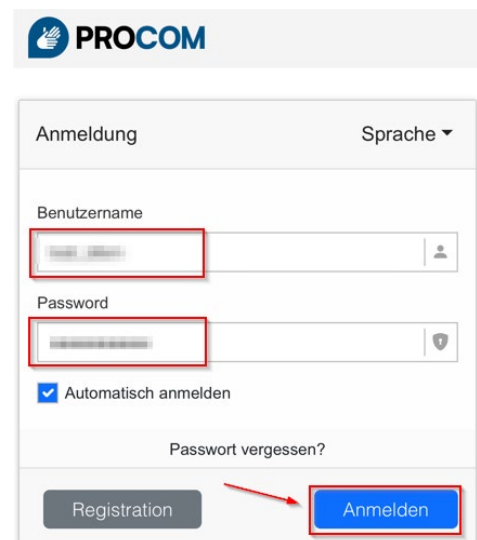 PROCOM
Anmeldung Sprache
Benutzername
Password
Automatisch anmelden
Passwort vergessen?
Registration Anmelden